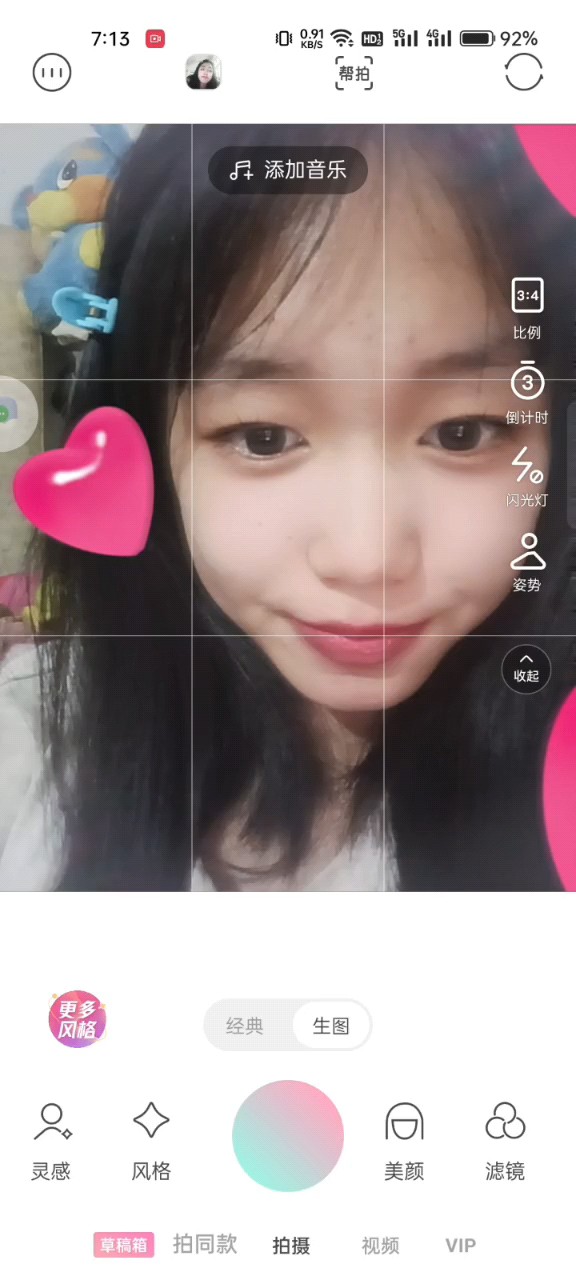 7:13
0.91
KB/S
HD2
5G
4G
92%
帮拍
添加音乐
3:4
比例
3
倒计时
闪光灯
姿势
收起
更多
风格
经典
生图
灵感
风格
美颜
滤镜
草稿箱
拍同款
拍摄
视频
VIP